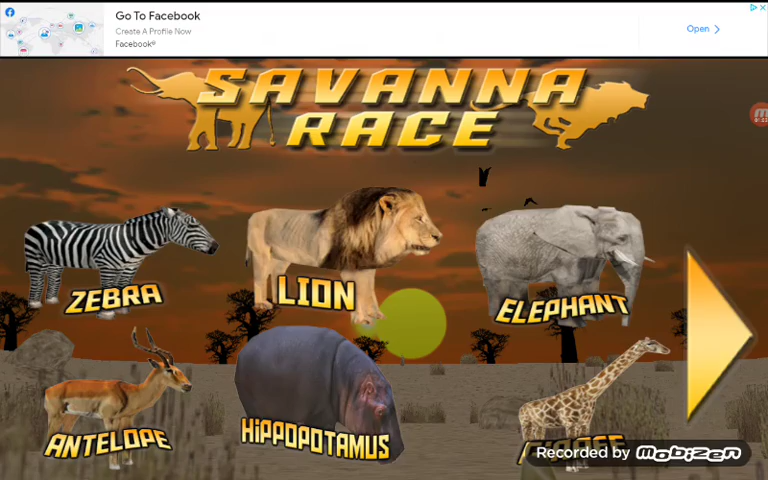 Go To Facebook
Create A Profile Now
Facebook®
Open
SAVANNA
RACE
ZEBRA
LION
ELEPHANT
ANTELOPE
HIPPOPOTAMUS
Recorded by mobizen